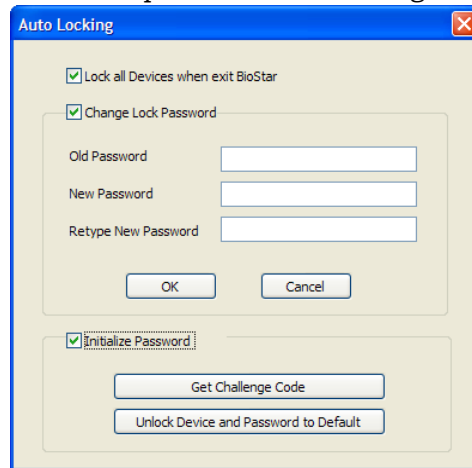 Auto Locking
Lock all Devices when exit BioStar
Change Lock Password
Old Password
New Password
Retype New Password
OK Cancel
Initialize Password
Get Challenge Code
Unlock Device and Password to Default